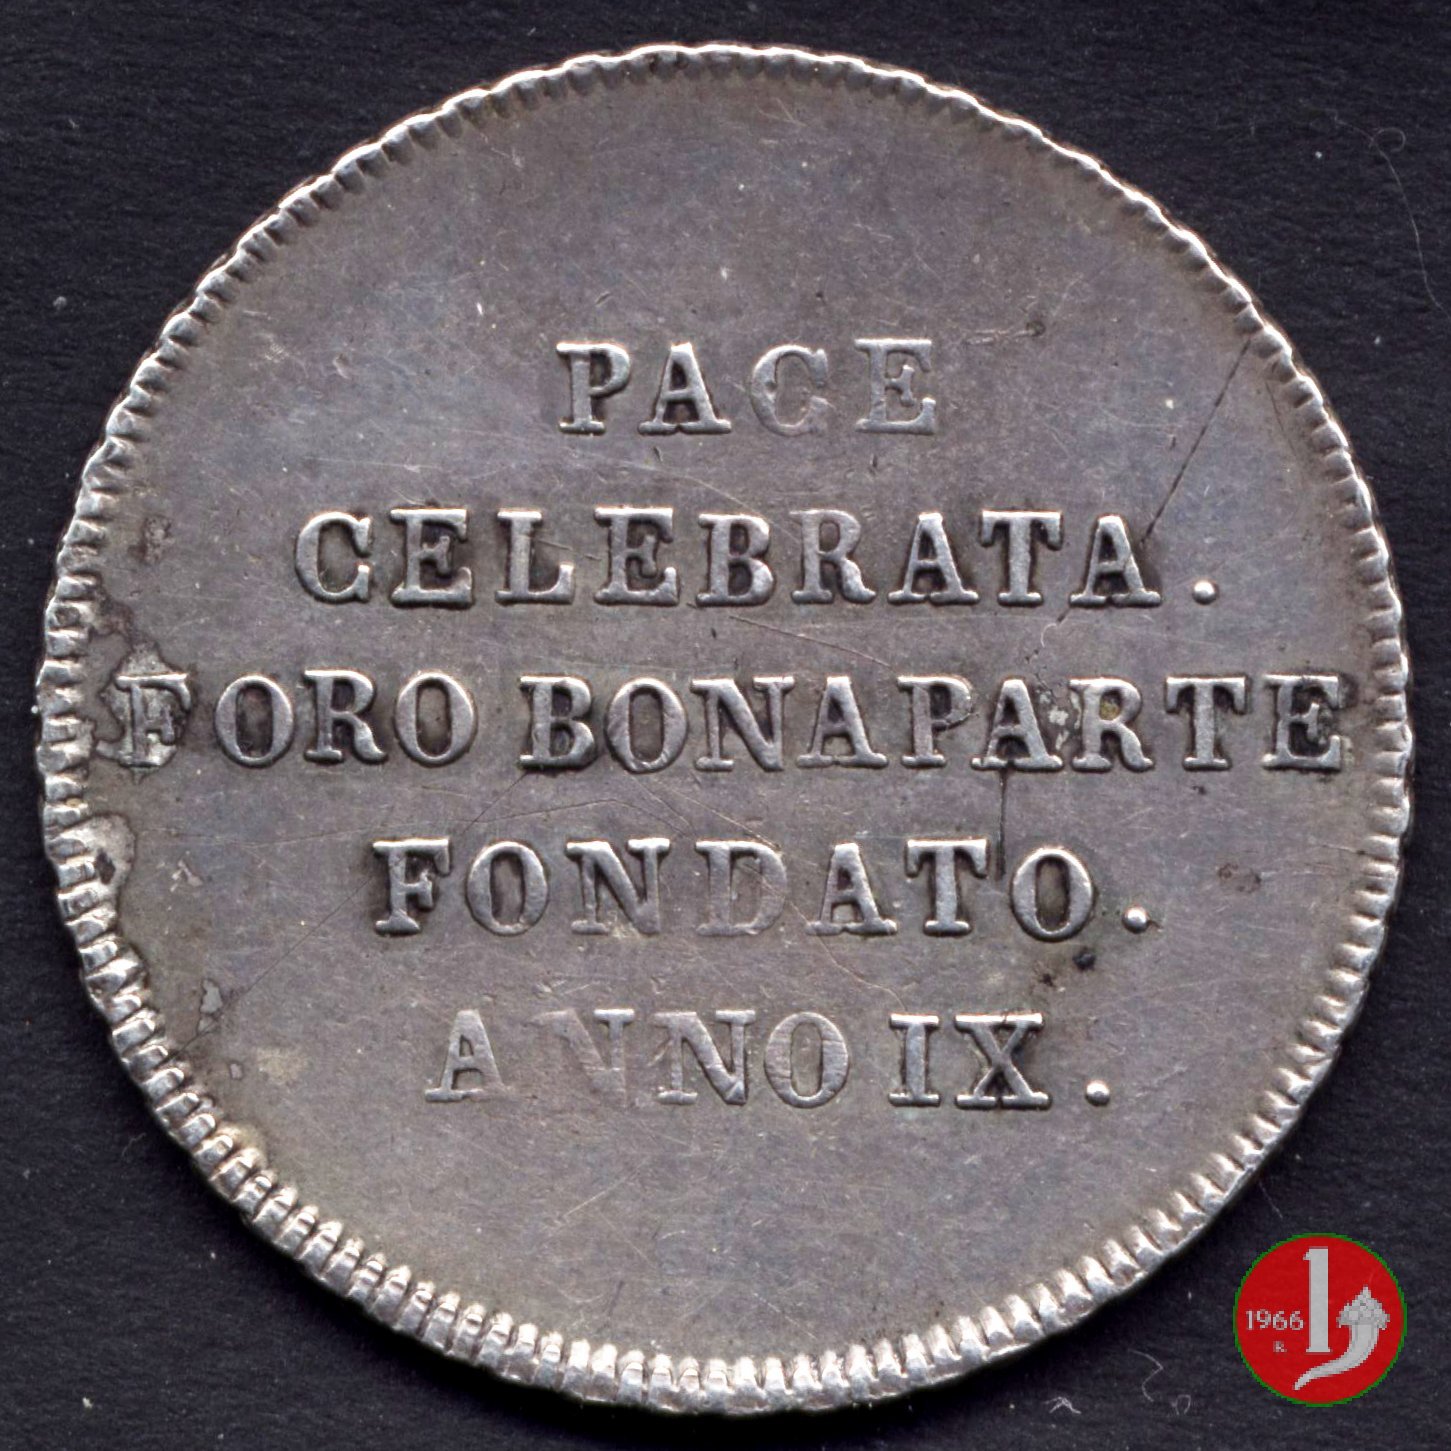 PACE
CELEBRATA.
FORO BONAPARTE
FONDATO.
ANNO IX.
1966
R